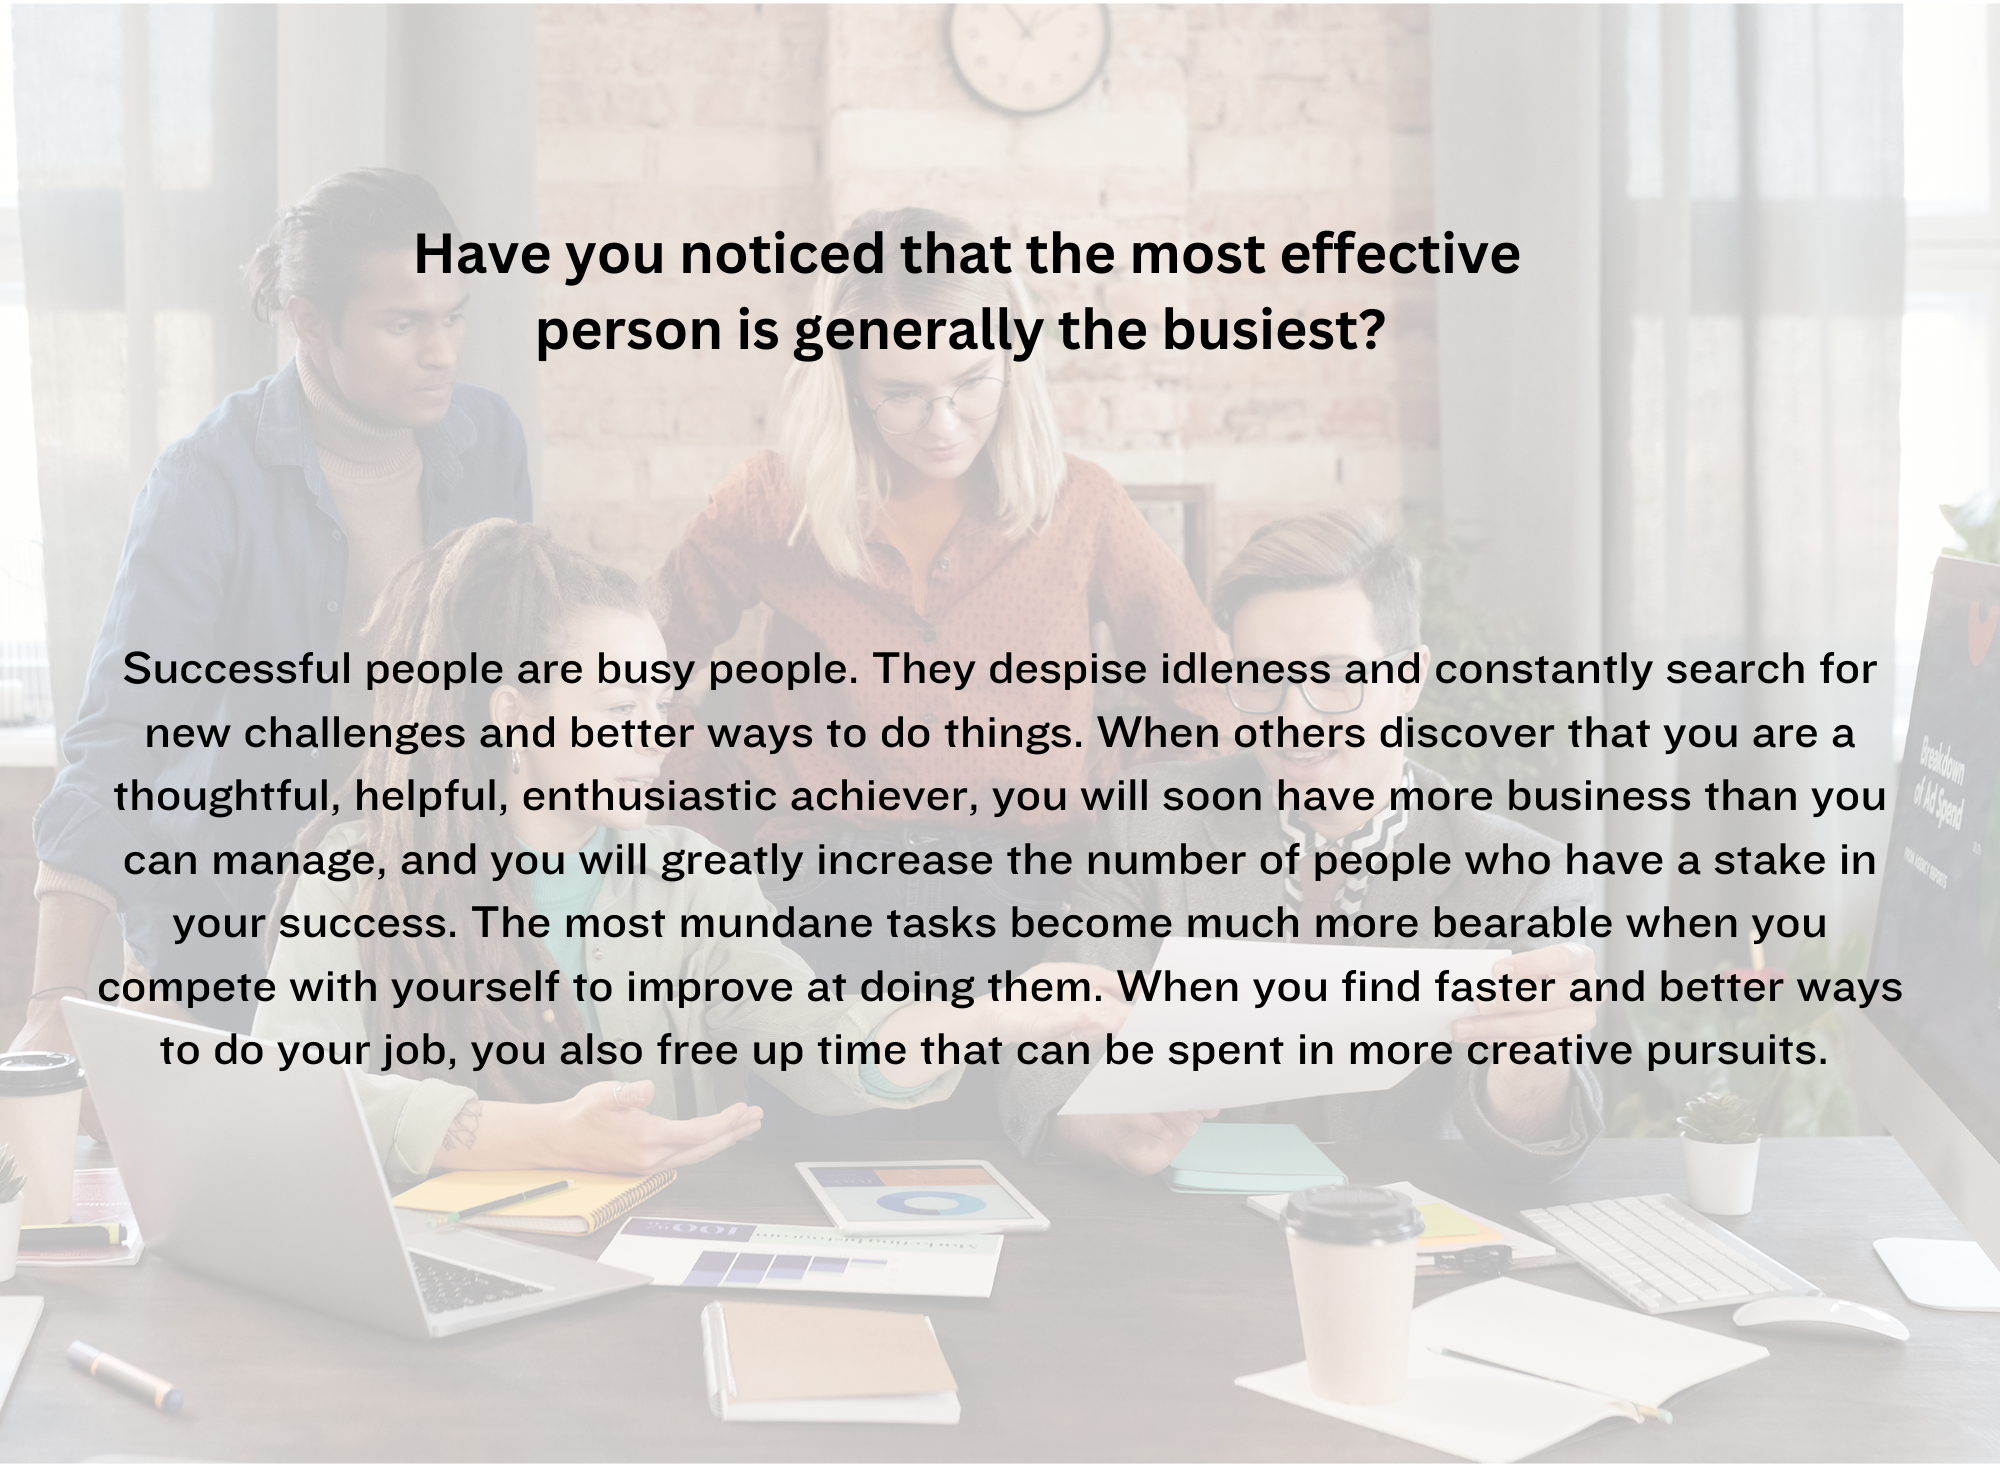 Have you noticed that the most effective
person is generally the busiest?
Successful people are busy people. They despise idleness and constantly search for
new challenges and better ways to do things. When others discover that you are a
thoughtful, helpful, enthusiastic achiever, you will soon have more business than you
can manage, and you will greatly increase the number of people who have a stake in
your success. The most mundane tasks become much more bearable when you
compete with yourself to improve at doing them. When you find faster and better ways
to do your job, you also free up time that can be spent in more creative pursuits.
Breakdown
of Ad Spend
FROM AGENCY REPORTS
100%